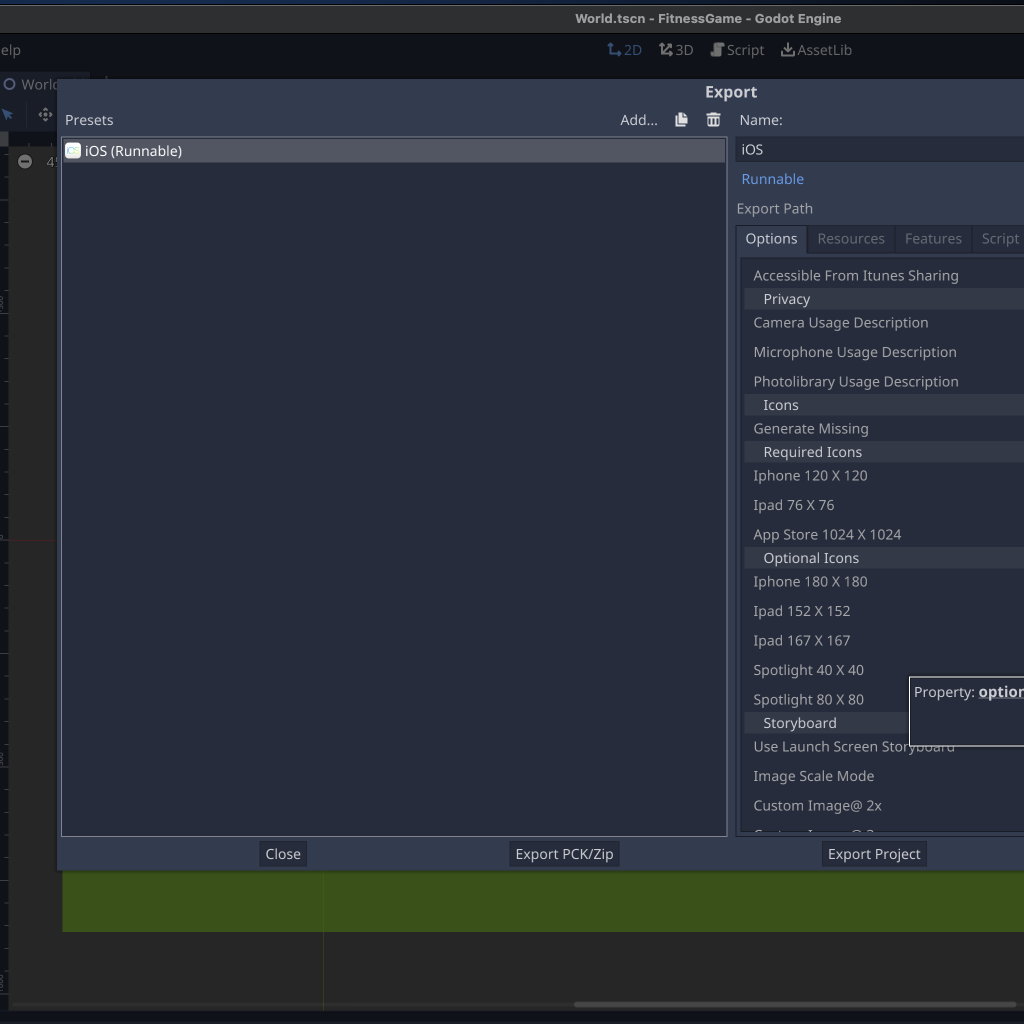 World.tscn - FitnessGame - Godot Engine
elp
2D 3D Script AssetLib
World
Export
Presets Add... Name:
iOS (Runnable)
iOS
Runnable
Export Path
Options Resources Features Script
Accessible From Itunes Sharing
Privacy
Camera Usage Description
Microphone Usage Description
Photolibrary Usage Description
Icons
Generate Missing
Required Icons
Iphone 120 X 120
Ipad 76 X 76
App Store 1024 X 1024
Optional Icons
Iphone 180 X 180
Ipad 152 X 152
Ipad 167 X 167
Spotlight 40 X 40
Spotlight 80 X 80
Property: option
Storyboard
Use Launch Screen Storyboard
Image Scale Mode
Custom Image@ 2x
Close Export PCK/Zip Export Project